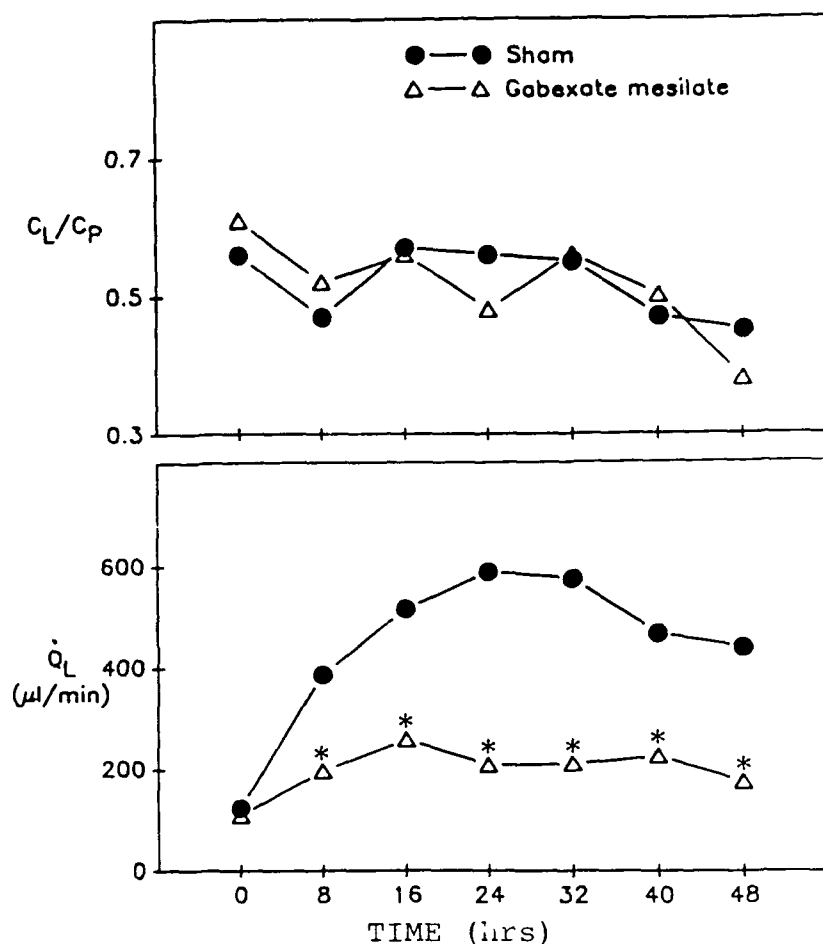 ●—● Sham
△—△ Gabexate mesilate
0.7
C_L/C_P
0.5
0.3
600
Q̇_L
(μl/min)
400
* * * * * *
200
0
0 8 16 24 32 40 48
TIME (hrs)